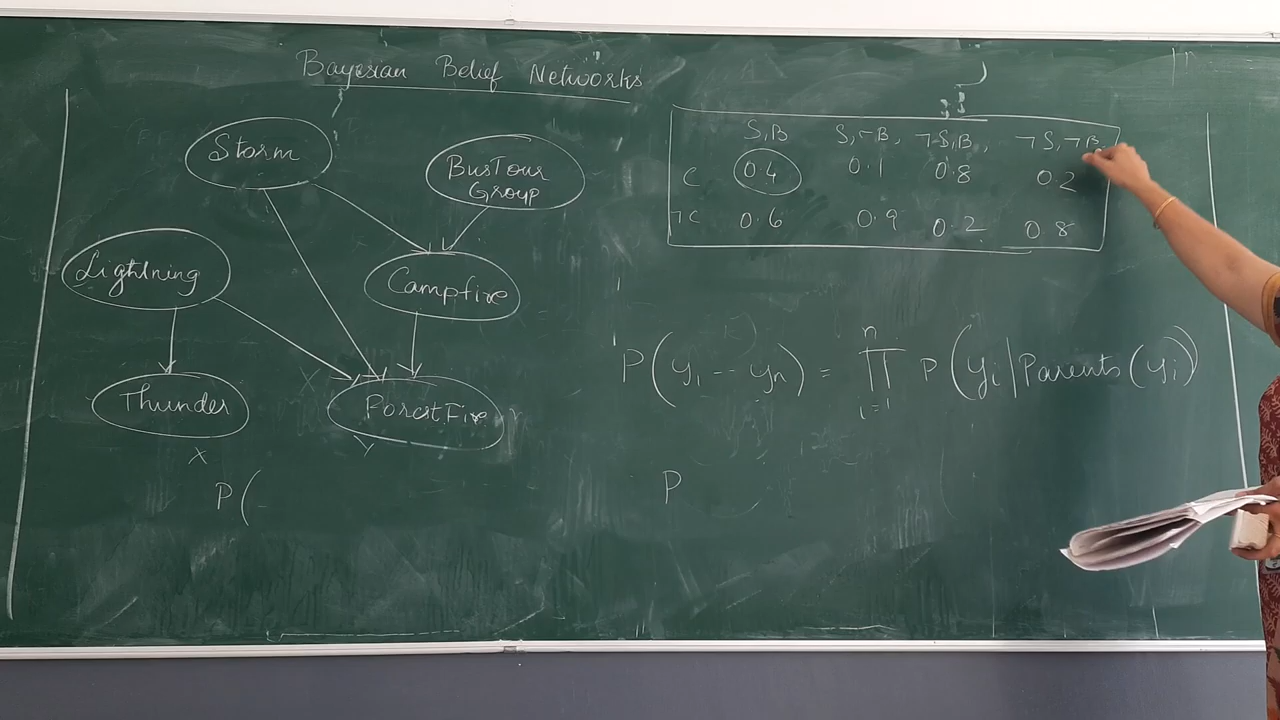 Bayesian Belief Networks
Storm
BusTour
Group
Lightning
Campfire
Thunder
ForestFire
X
Y
P(
S,B S,¬B, ¬S,B, ¬S,¬B,
C 0.4 0.1 0.8 0.2
¬C 0.6 0.9 0.2 0.8
P(y₁ -- yₙ) = ∏ⁿᵢ₌₁ P(yᵢ|Parents(yᵢ))
P